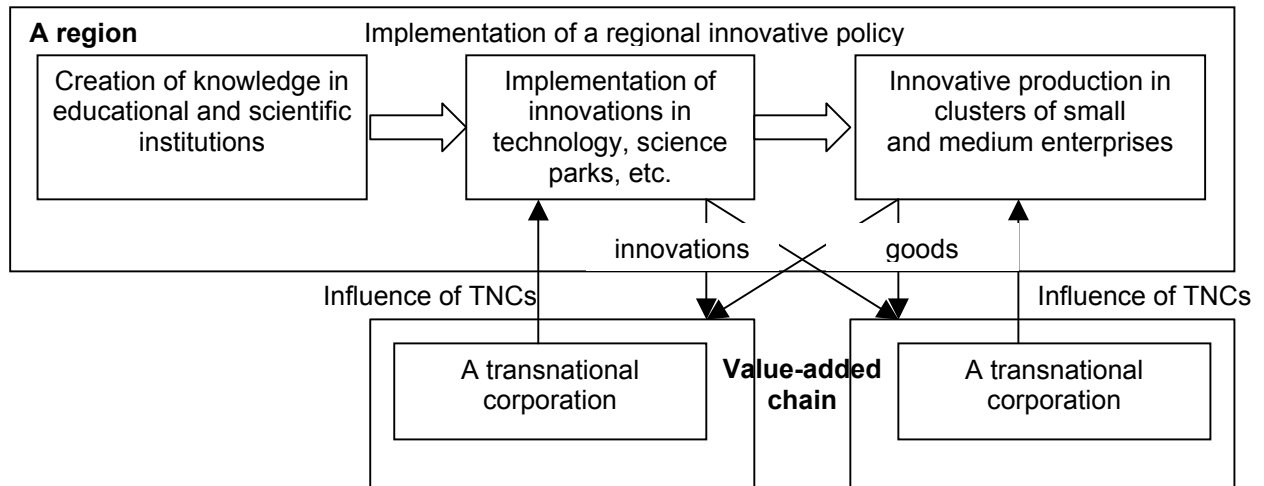 A region
Implementation of a regional innovative policy
Creation of knowledge in
educational and scientific
institutions
Implementation of
innovations in
technology, science
parks, etc.
Innovative production in
clusters of small
and medium enterprises
innovations
goods
Influence of TNCs
Influence of TNCs
A transnational
corporation
Value-added
chain
A transnational
corporation